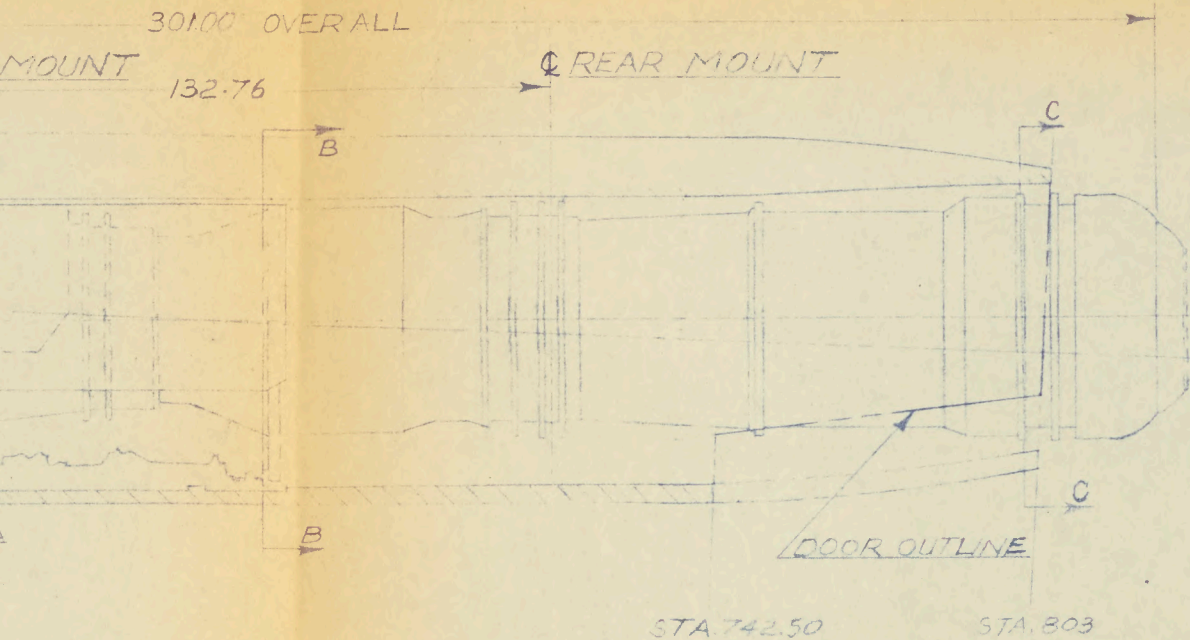 301.00 OVERALL
MOUNT
℄ REAR MOUNT
132.76
B
C
B
C
DOOR OUTLINE
STA. 742.50
STA. 803